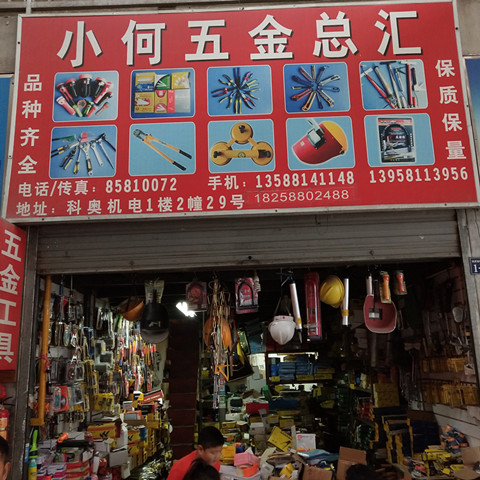 小何五金总汇
品种齐全
保质保量
电话/传真: 85810072 手机: 13588141148 13958113956
地址: 科奥机电1楼2幢29号 18258802488
五金工具